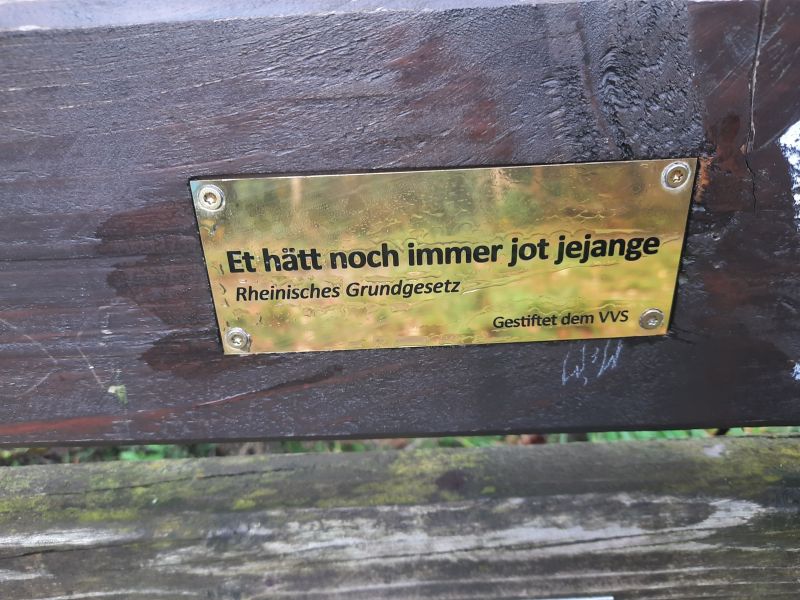 Et hätt noch immer jot jejange
Rheinisches Grundgesetz
Gestiftet dem VVS